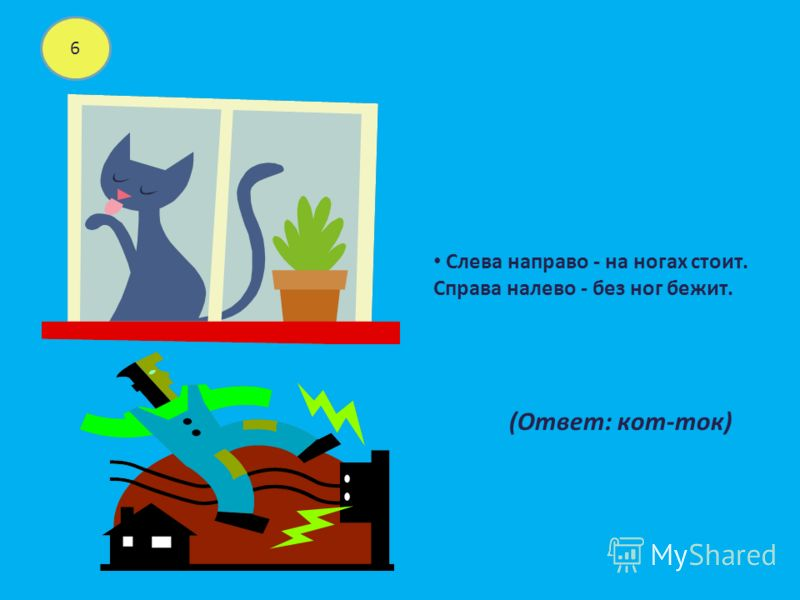 6
• Слева направо - на ногах стоит.
Справа налево - без ног бежит.
(Ответ: кот-ток)
MyShared